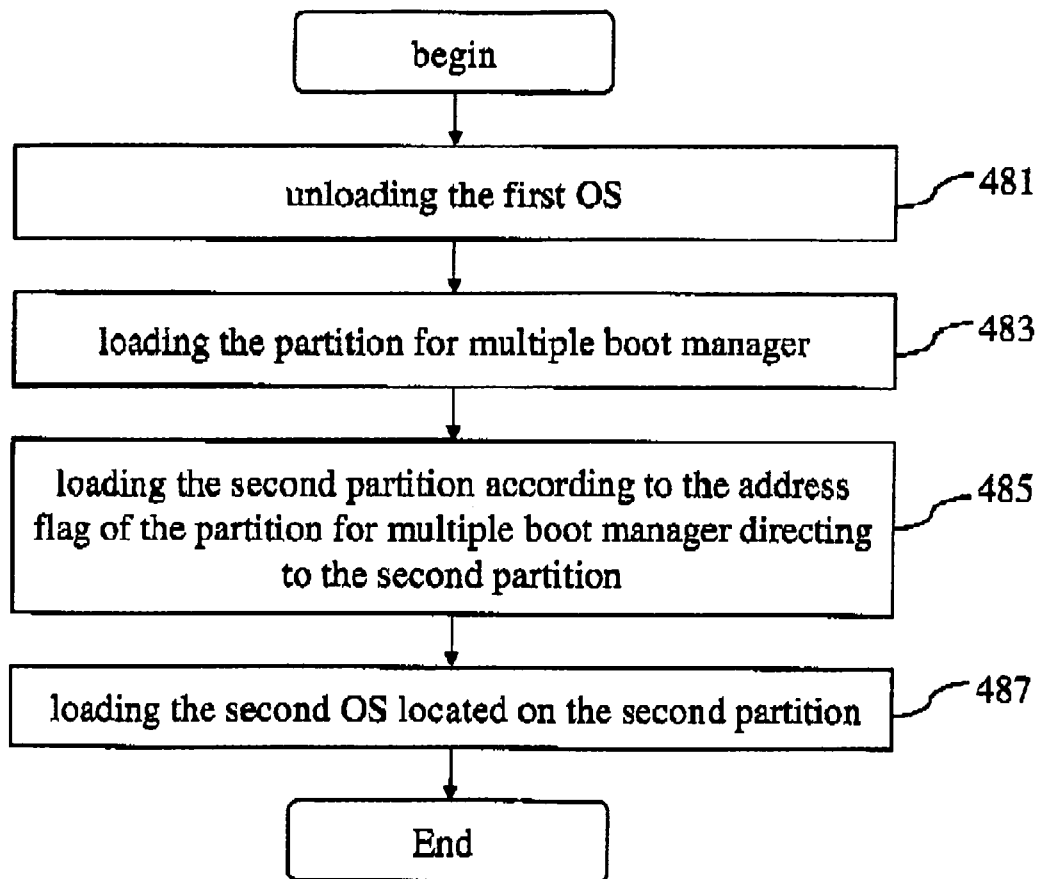 begin
unloading the first OS
481
loading the partition for multiple boot manager
483
loading the second partition according to the address
flag of the partition for multiple boot manager directing
to the second partition
485
loading the second OS located on the second partition
487
End